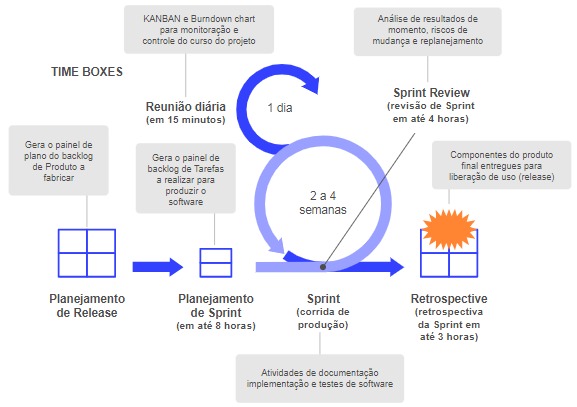 KANBAN e Burndown chart
para monitoração e
controle do curso do projeto
Análise de resultados de
momento, riscos de
mudança e replanejamento
TIME BOXES
Reunião diária
(em 15 minutos)
1 dia
Sprint Review
(revisão de Sprint
em até 4 horas)
Gera o painel de
plano do backlog
de Produto a
fabricar
Gera o painel de
backlog de Tarefas
a realizar para
produzir o
software
2 a 4
semanas
Componentes do produto
final entregues para
liberação de uso (release)
Planejamento
de Release
Planejamento
de Sprint
(em até 8 horas)
Sprint
(corrida de
produção)
Retrospective
(retrospectiva
da Sprint em
até 3 horas)
Atividades de documentação
implementação e testes de software